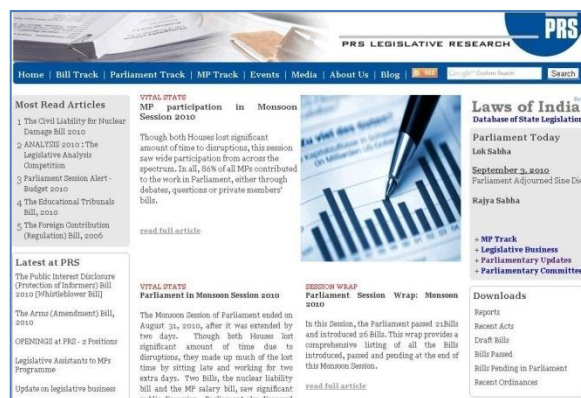 PRS LEGISLATIVE RESEARCH
PRS
Home | Bill Track | Parliament Track | MP Track | Events | Media | About Us | Blog | RSS
Custom Search
Search
Most Read Articles
1 The Civil Liability for Nuclear
Damage Bill 2010
2 ANALYSIS 2010 : The
Legislative Analysis
Competition
3 Parliament Session Alert -
Budget 2010
4 The Educational Tribunals
Bill, 2010
5 The Foreign Contribution
(Regulation) Bill, 2006
Latest at PRS
The Public Interest Disclosure
(Protection of Informers) Bill
2010 [Whistleblower Bill]
The Arms (Amendment) Bill,
2010
OPENINGS at PRS - 2 Positions
Legislative Assistants to MPs
Programme
Update on legislative business
VITAL STATS
MP participation in Monsoon
Session 2010
Though both Houses lost significant
amount of time to disruptions, this session
saw wide participation from across the
spectrum. In all, 86% of all MPs contributed
to the work in Parliament, either through
debates, questions or private members'
bills.
read full article
VITAL STATS
Parliament in Monsoon Session 2010
The Monsoon Session of Parliament ended on
August 31, 2010, after it was extended by
two days. Though both Houses lost
significant amount of time due to
disruptions, they made up much of the lost
time by sitting late and working for two
extra days. Two Bills, the nuclear liability
bill and the MP salary bill, saw significant
SESSION WRAP
Parliament Session Wrap: Monsoon
2010
In this Session, the Parliament passed 21Bills
and introduced 26 Bills. This wrap provides a
comprehensive listing of all the Bills
introduced, passed and pending at the end of
this Monsoon Session.
read full article
Laws of India
Database of State Legislation
Parliament Today
Lok Sabha
September 3, 2010
Parliament Adjourned Sine Die
Rajya Sabha
+ MP Track
+ Legislative Business
+ Parliamentary Updates
+ Parliamentary Committee
Downloads
Reports
Recent Acts
Draft Bills
Bills Passed
Bills Pending in Parliament
Recent Ordinances